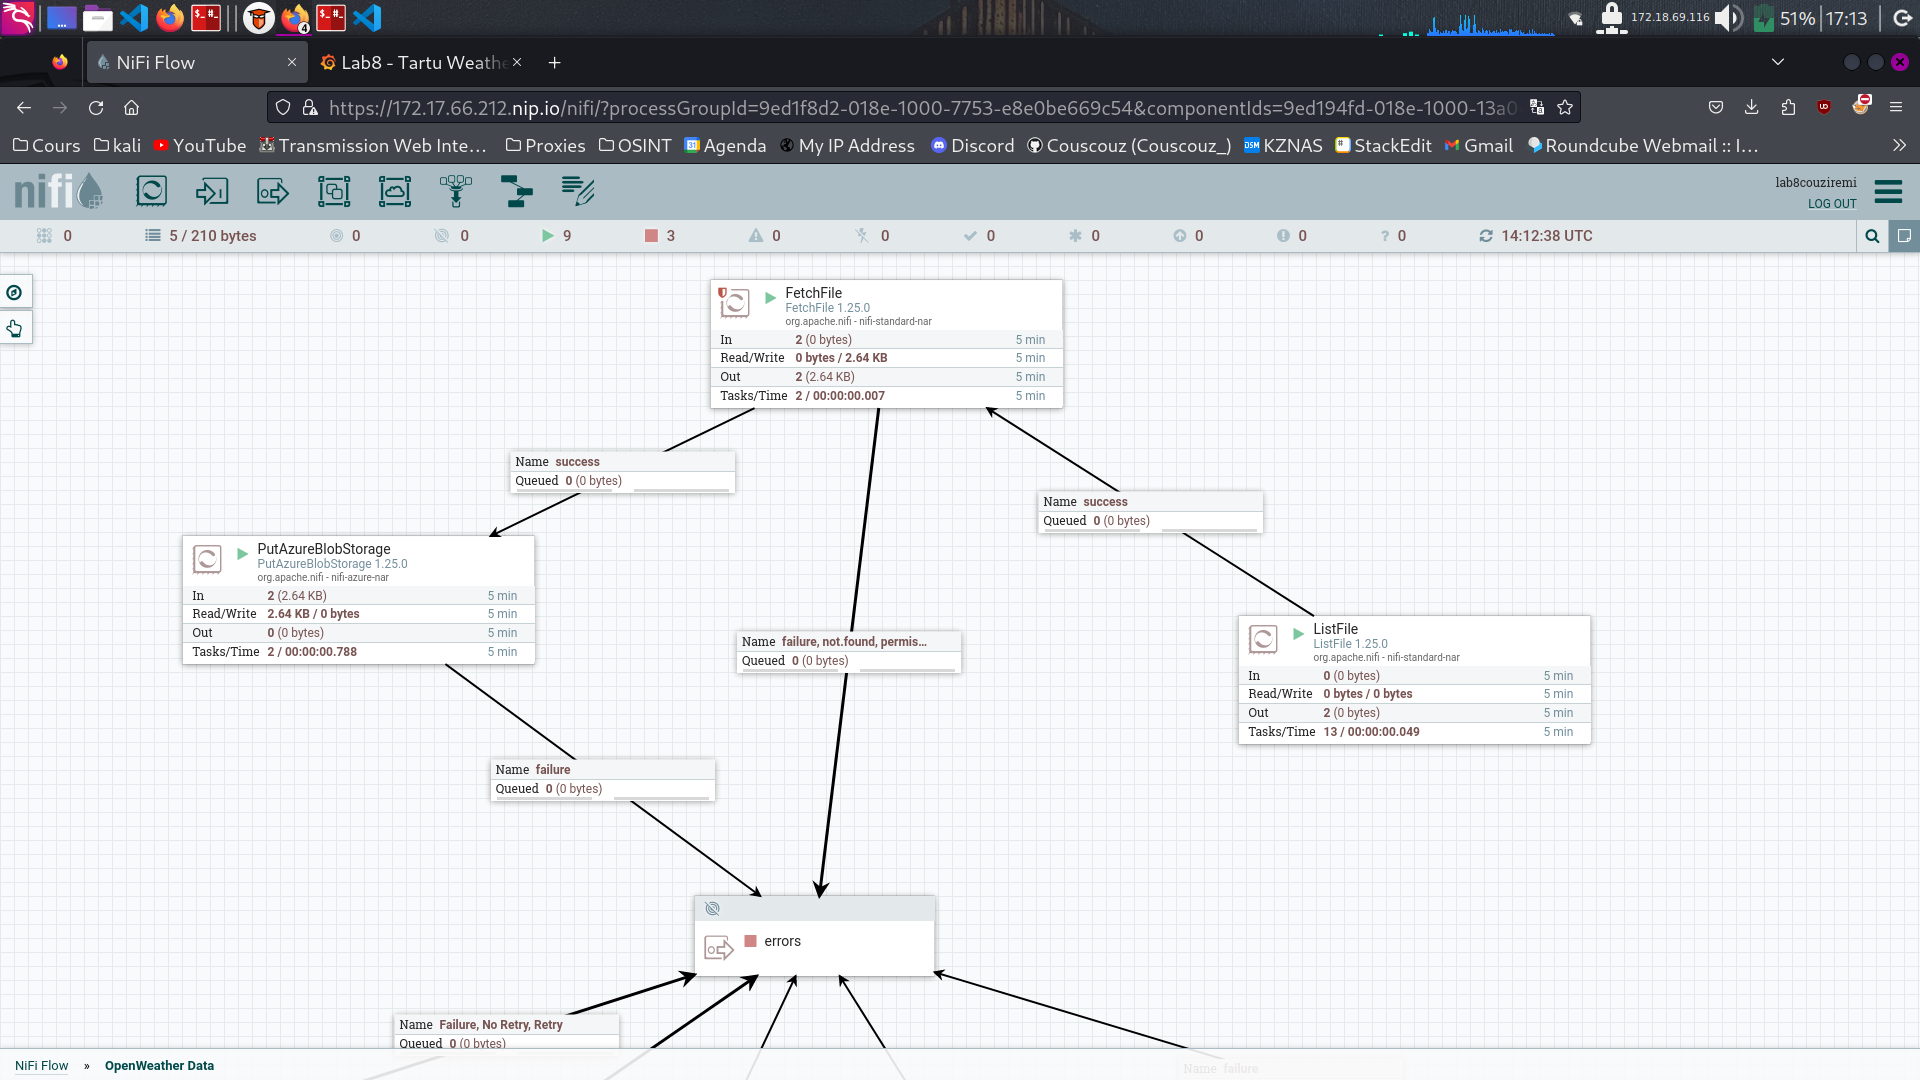 4
172.18.69.116
51%
17:13
NiFi Flow
Lab8 - Tartu Weathe
https://172.17.66.212.nip.io/nifi/?processGroupId=9ed1f8d2-018e-1000-7753-e8e0be669c54&componentIds=9ed194fd-018e-1000-13a0
Cours
kali
YouTube
Transmission Web Inte…
Proxies
OSINT
Agenda
My IP Address
Discord
Couscouz (Couscouz_)
KZNAS
StackEdit
Gmail
Roundcube Webmail :: I…
nifi
lab8couziremi
LOG OUT
0
5 / 210 bytes
0
0
9
3
0
0
0
0
0
0
0
14:12:38 UTC
FetchFile
FetchFile 1.25.0
org.apache.nifi - nifi-standard-nar
In 2 (0 bytes) 5 min
Read/Write 0 bytes / 2.64 KB 5 min
Out 2 (2.64 KB) 5 min
Tasks/Time 2 / 00:00:00.007 5 min
Name success
Queued 0 (0 bytes)
Name success
Queued 0 (0 bytes)
PutAzureBlobStorage
PutAzureBlobStorage 1.25.0
org.apache.nifi - nifi-azure-nar
In 2 (2.64 KB) 5 min
Read/Write 2.64 KB / 0 bytes 5 min
Out 0 (0 bytes) 5 min
Tasks/Time 2 / 00:00:00.788 5 min
Name failure, not.found, permis…
Queued 0 (0 bytes)
ListFile
ListFile 1.25.0
org.apache.nifi - nifi-standard-nar
In 0 (0 bytes) 5 min
Read/Write 0 bytes / 0 bytes 5 min
Out 2 (0 bytes) 5 min
Tasks/Time 13 / 00:00:00.049 5 min
Name failure
Queued 0 (0 bytes)
errors
Name Failure, No Retry, Retry
Queued 0 (0 bytes)
Name failure
NiFi Flow » OpenWeather Data